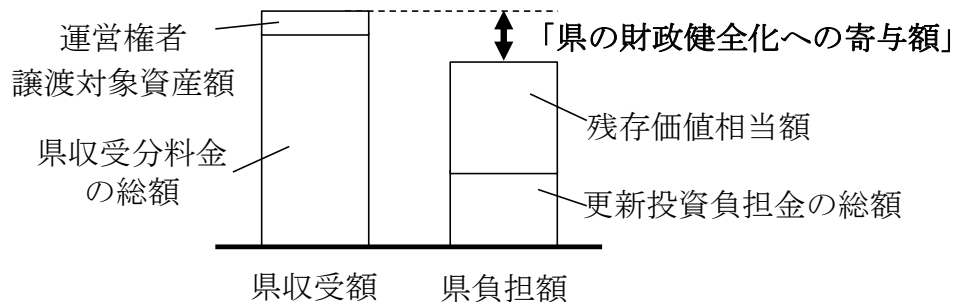 運営権者
譲渡対象資産額
県収受分料金
の総額
「県の財政健全化への寄与額」
残存価値相当額
更新投資負担金の総額
県収受額
県負担額